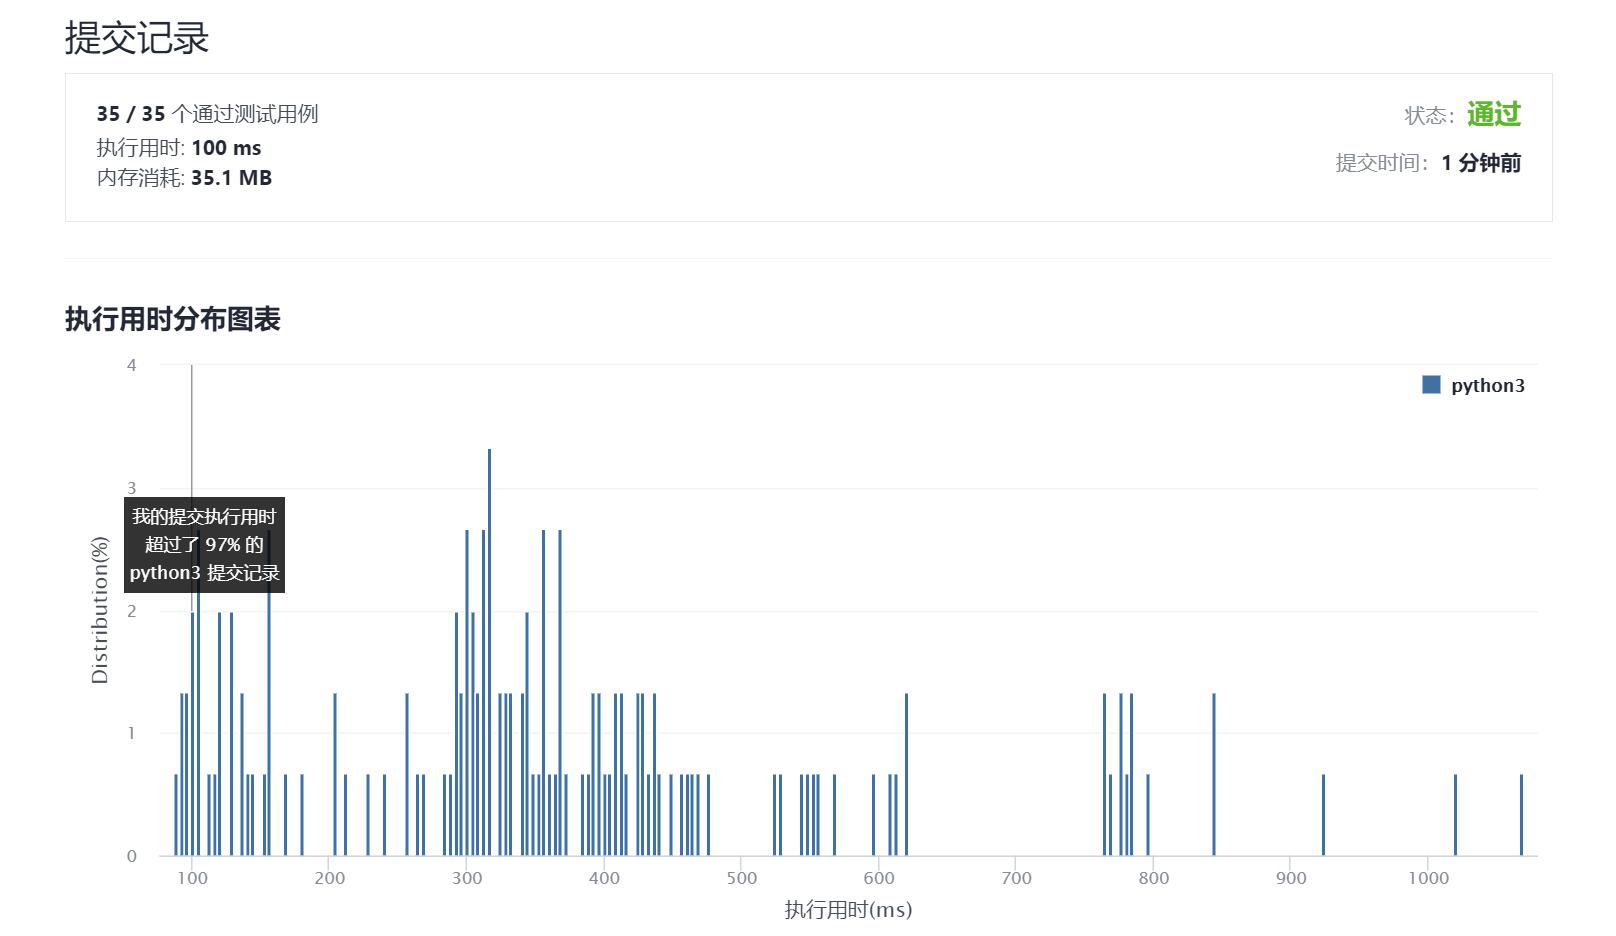 提交记录
35 / 35 个通过测试用例
状态：通过
执行用时: 100 ms
提交时间：1 分钟前
内存消耗: 35.1 MB
执行用时分布图表
4
python3
3
我的提交执行用时
超过了 97% 的
python3 提交记录
Distribution(%)
2
1
0
100 200 300 400 500 600 700 800 900 1000
执行用时(ms)